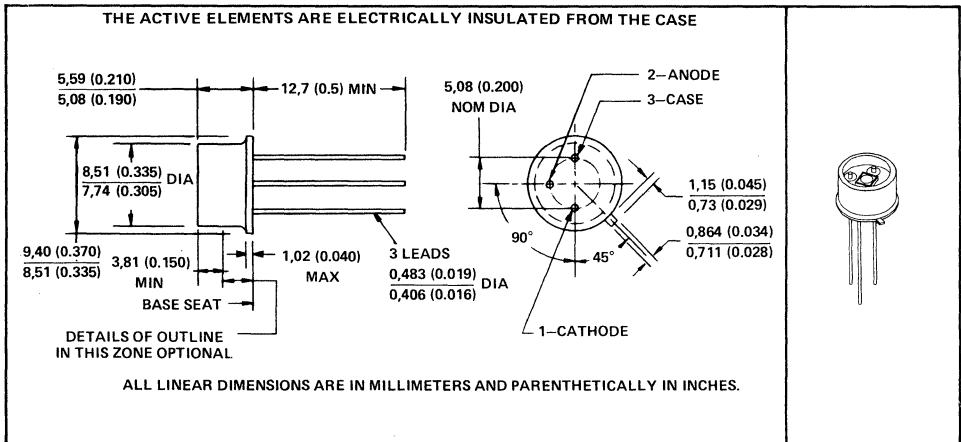 THE ACTIVE ELEMENTS ARE ELECTRICALLY INSULATED FROM THE CASE
5,59 (0.210)
5,08 (0.190)
12,7 (0.5) MIN
5,08 (0.200)
NOM DIA
2—ANODE
3—CASE
8,51 (0.335)
7,74 (0.305)
DIA
1,15 (0.045)
0,73 (0.029)
0,864 (0.034)
0,711 (0.028)
90°
45°
9,40 (0.370)
8,51 (0.335)
3,81 (0.150)
MIN
1,02 (0.040)
MAX
3 LEADS
0,483 (0.019)
0,406 (0.016)
DIA
BASE SEAT
1—CATHODE
DETAILS OF OUTLINE
IN THIS ZONE OPTIONAL
ALL LINEAR DIMENSIONS ARE IN MILLIMETERS AND PARENTHETICALLY IN INCHES.